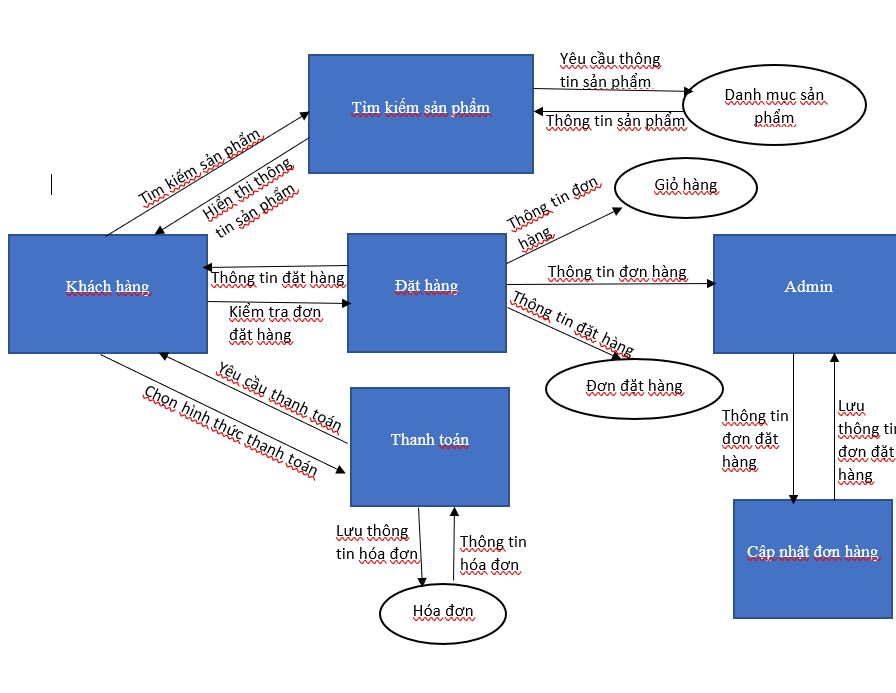 Yêu cầu thông
tin sản phẩm
Tìm kiếm sản phẩm
Danh mục sản
phẩm
Thông tin sản phẩm
Tìm kiếm sản phẩm
Hiển thị thông
tin sản phẩm
Thông tin đơn
hàng
Giỏ hàng
Khách hàng
Thông tin đặt hàng
Đặt hàng
Thông tin đơn hàng
Admin
Kiểm tra đơn
đặt hàng
Thông tin đặt hàng
Đơn đặt hàng
Yêu cầu thanh toán
Chọn hình thức thanh toán
Thanh toán
Thông tin
đơn đặt
hàng
Lưu
thông tin
đơn đặt
hàng
Lưu thông
tin hóa đơn
Thông tin
hóa đơn
Cập nhật đơn hàng
Hóa đơn